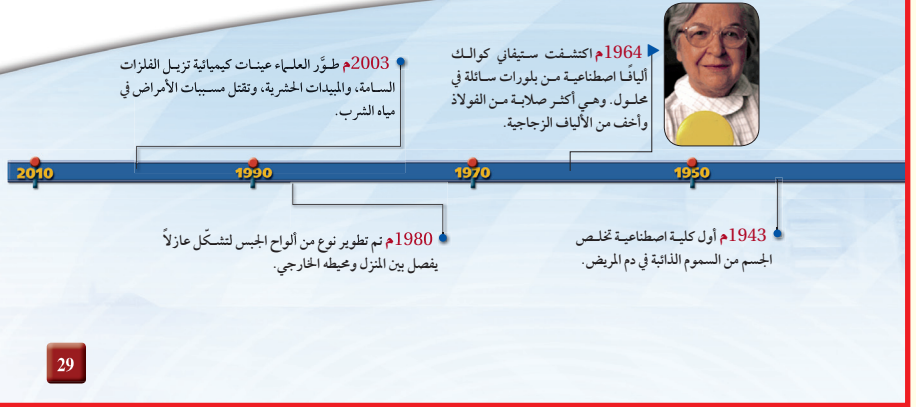 1964م اكتشفت ستيفاني كوالك
أليافًا اصطناعية من بلورات سائلة في
محلول. وهي أكثر صلابة من الفولاذ
وأخف من الألياف الزجاجية.
2003م طوَّر العلماء عينات كيميائية تزيل الفلزات
السامة، والمبيدات الحشرية، وتقتل مسببات الأمراض في
مياه الشرب.
1950
1970
1990
2010
1943م أول كلية اصطناعية تخلص
الجسم من السموم الذائبة في دم المريض.
1980م تم تطوير نوع من ألواح الجبس لتشكّل عازلاً
يفصل بين المنزل ومحيطه الخارجي.
29